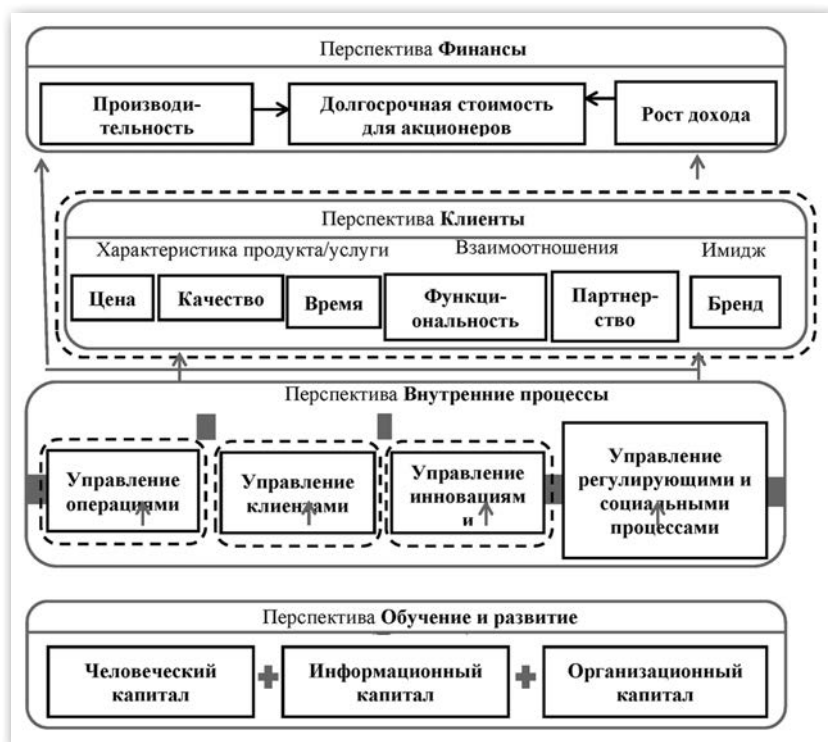 Перспектива Финансы
Производи-
тельность
Долгосрочная стоимость
для акционеров
Рост дохода
Перспектива Клиенты
Характеристика продукта/услуги
Взаимоотношения
Имидж
Цена
Качество
Время
Функци-
ональность
Партнер-
ство
Бренд
Перспектива Внутренние процессы
Управление
операциями
Управление
клиентами
Управление
инновациям
и
Управление
регулирующими и
социальными
процессами
Перспектива Обучение и развитие
Человеческий
капитал
Информационный
капитал
Организационный
капитал